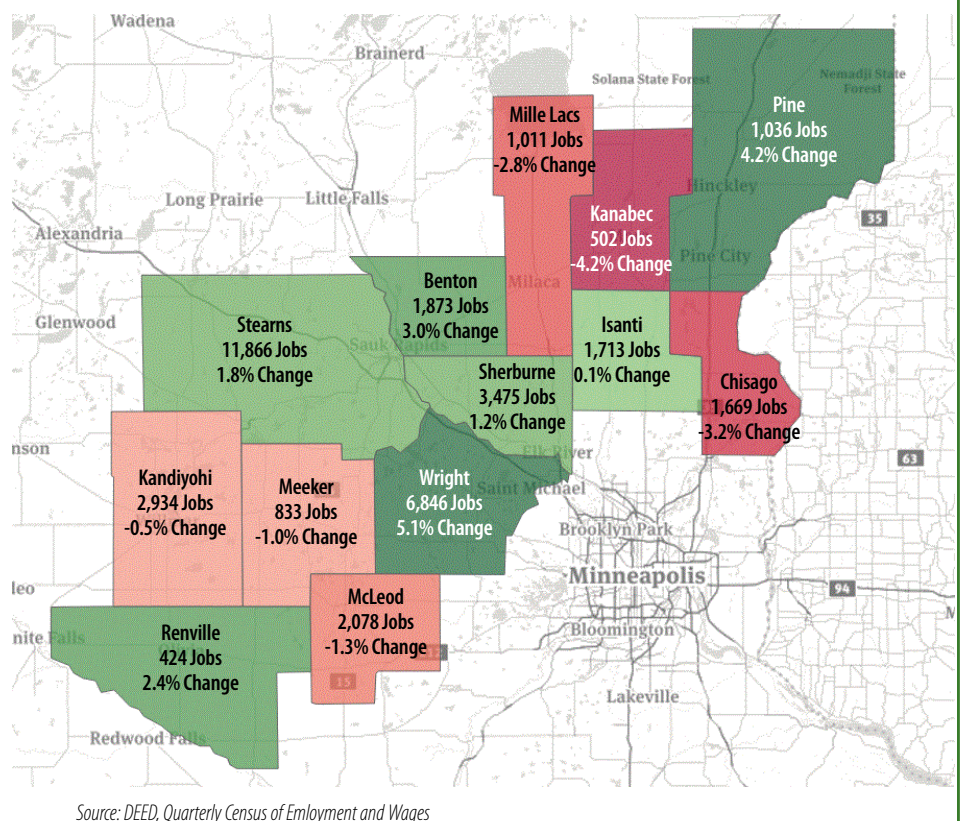 Wadena
Brainerd
Solana State Forest
Nemadji State
Forest
Mille Lacs
1,011 Jobs
-2.8% Change
Pine
1,036 Jobs
4.2% Change
Long Prairie
Little Falls
Hinckley
Kanabec
502 Jobs
-4.2% Change
35
Alexandria
Pine City
Benton
1,873 Jobs
3.0% Change
Milaca
Glenwood
Stearns
11,866 Jobs
1.8% Change
Sauk Rapids
Isanti
1,713 Jobs
0.1% Change
Sherburne
3,475 Jobs
1.2% Change
Chisago
1,669 Jobs
-3.2% Change
nson
Elk River
63
Kandiyohi
2,934 Jobs
-0.5% Change
Meeker
833 Jobs
-1.0% Change
Wright
6,846 Jobs
5.1% Change
Saint Michael
Brooklyn Park
Minneapolis
leo
94
McLeod
2,078 Jobs
-1.3% Change
Bloomington
nite Falls
Renville
424 Jobs
2.4% Change
15
Lakeville
Redwood Falls
Source: DEED, Quarterly Census of Emloyment and Wages